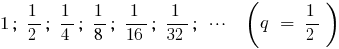 1 ; 1/2 ; 1/4 ; 1/8 ; 1/16 ; 1/32 ; ⋯ (q = 1/2)